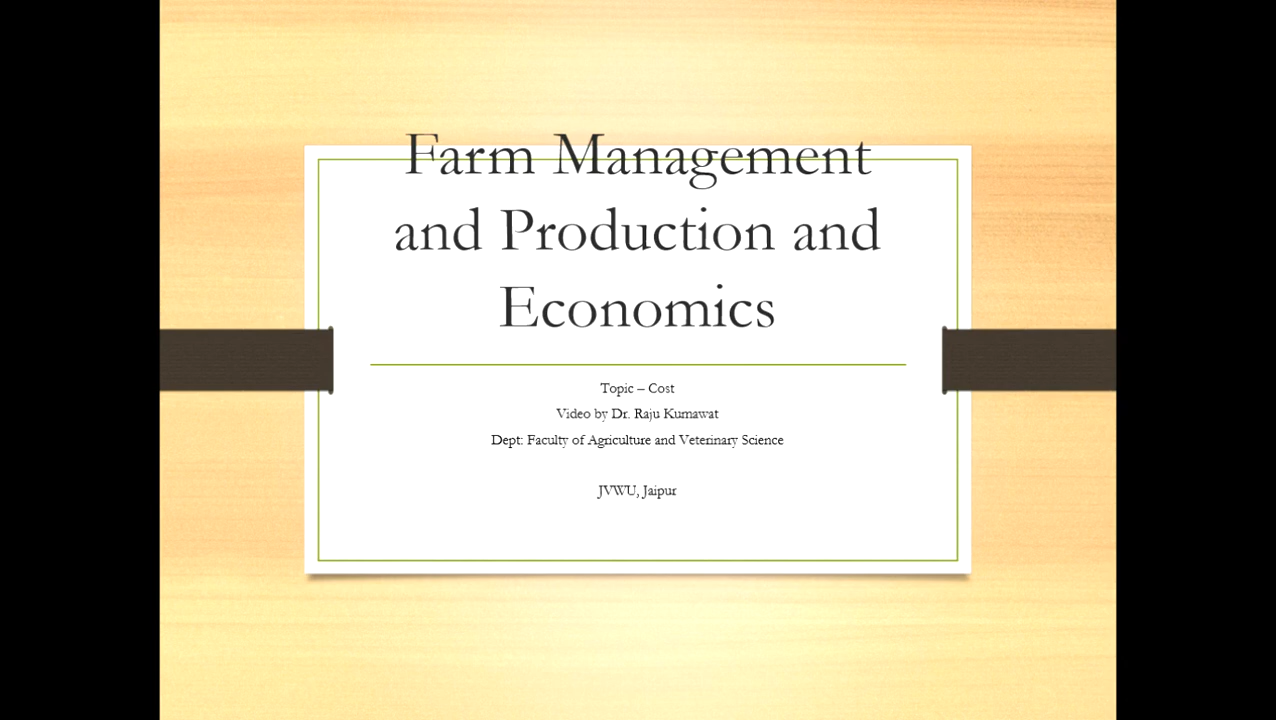 Farm Management
and Production and
Economics
Topic – Cost
Video by Dr. Raju Kumawat
Dept: Faculty of Agriculture and Veterinary Science
JVWU, Jaipur